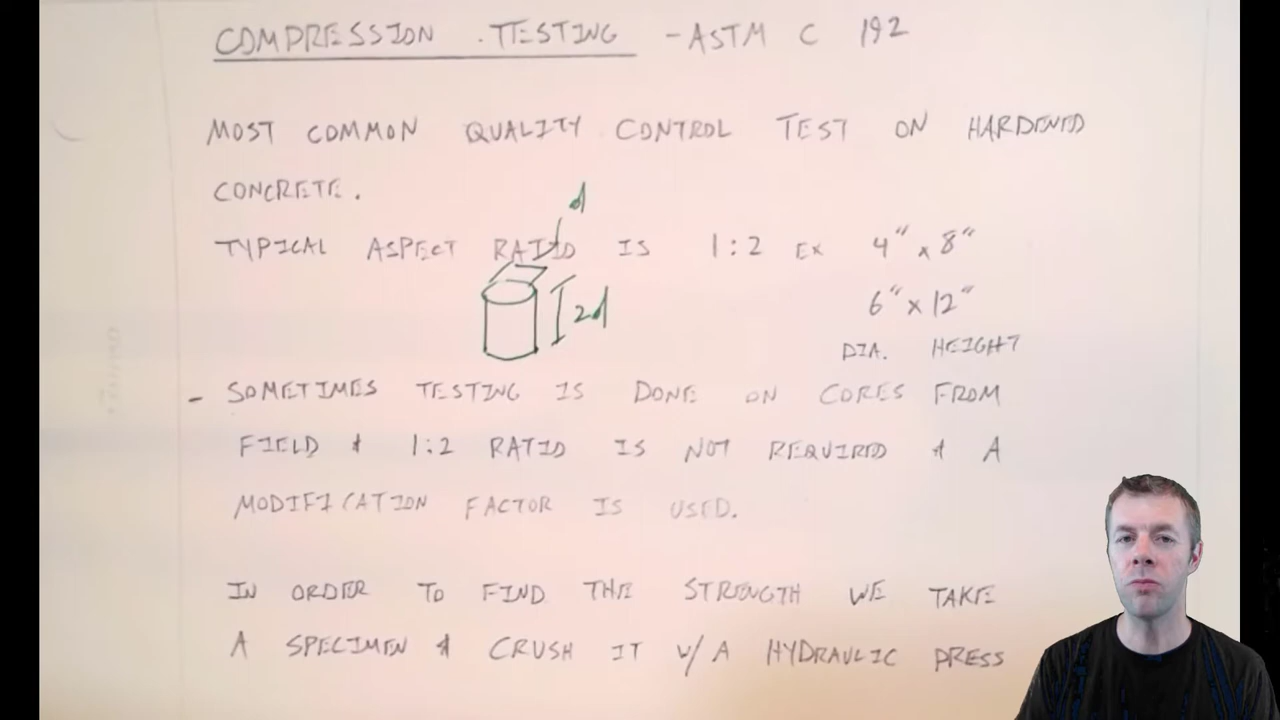 COMPRESSION TESTING - ASTM C 192
MOST COMMON QUALITY CONTROL TEST ON HARDENED
CONCRETE.
d
TYPICAL ASPECT RATIO IS 1:2 EX 4" x 8"
6" x 12"
2d
DIA. HEIGHT
- SOMETIMES TESTING IS DONE ON CORES FROM
FIELD & 1:2 RATIO IS NOT REQUIRED & A
MODIFICATION FACTOR IS USED.
IN ORDER TO FIND THE STRENGTH WE TAKE
A SPECIMEN & CRUSH IT W/ A HYDRAULIC PRESS